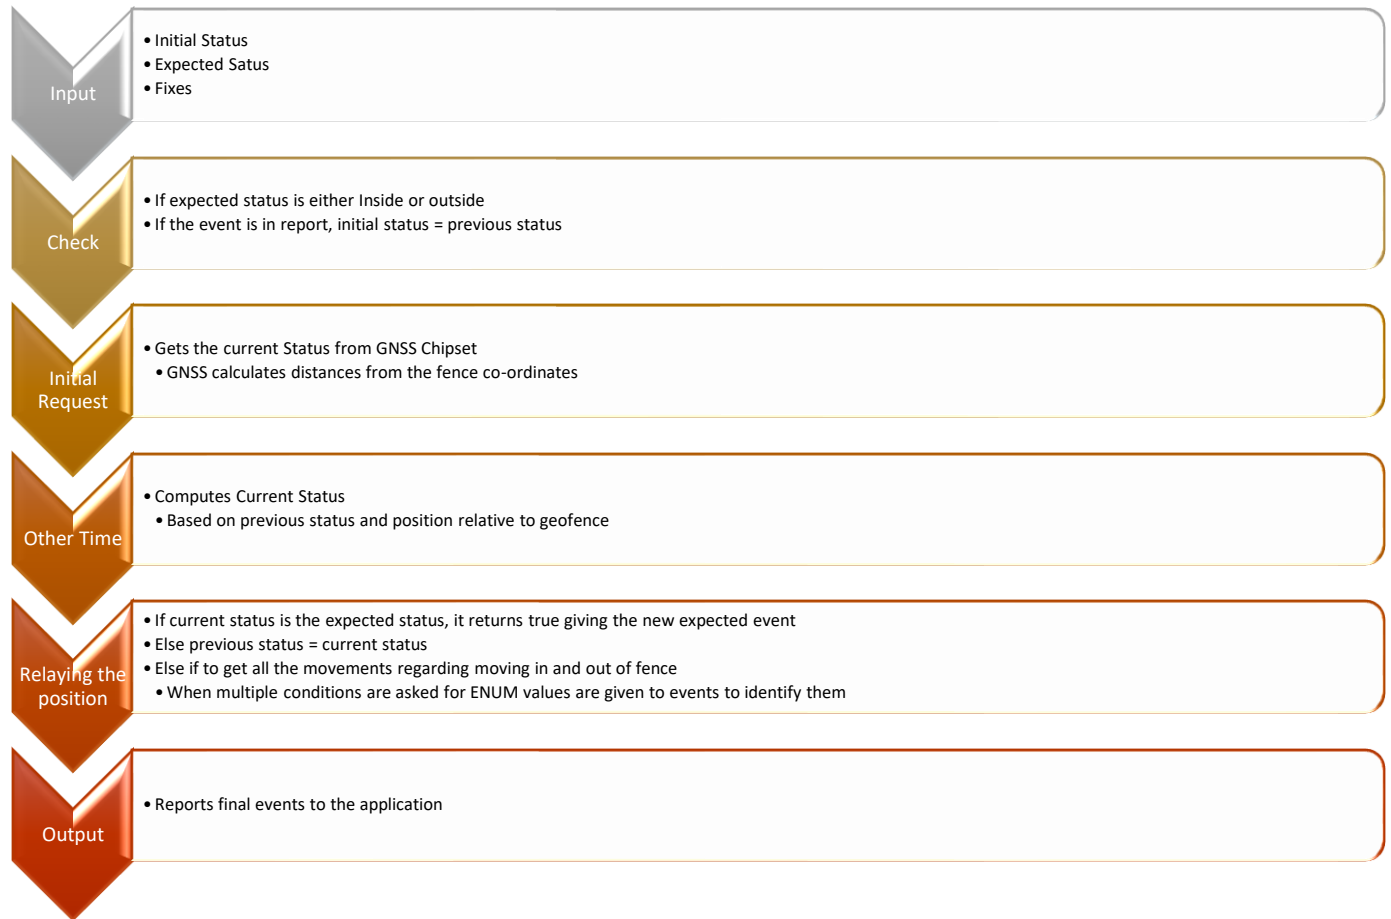 Input
• Initial Status
• Expected Satus
• Fixes
Check
• If expected status is either Inside or outside
• If the event is in report, initial status = previous status
Initial
Request
• Gets the current Status from GNSS Chipset
• GNSS calculates distances from the fence co-ordinates
Other Time
• Computes Current Status
• Based on previous status and position relative to geofence
Relaying the
position
• If current status is the expected status, it returns true giving the new expected event
• Else previous status = current status
• Else if to get all the movements regarding moving in and out of fence
• When multiple conditions are asked for ENUM values are given to events to identify them
Output
• Reports final events to the application